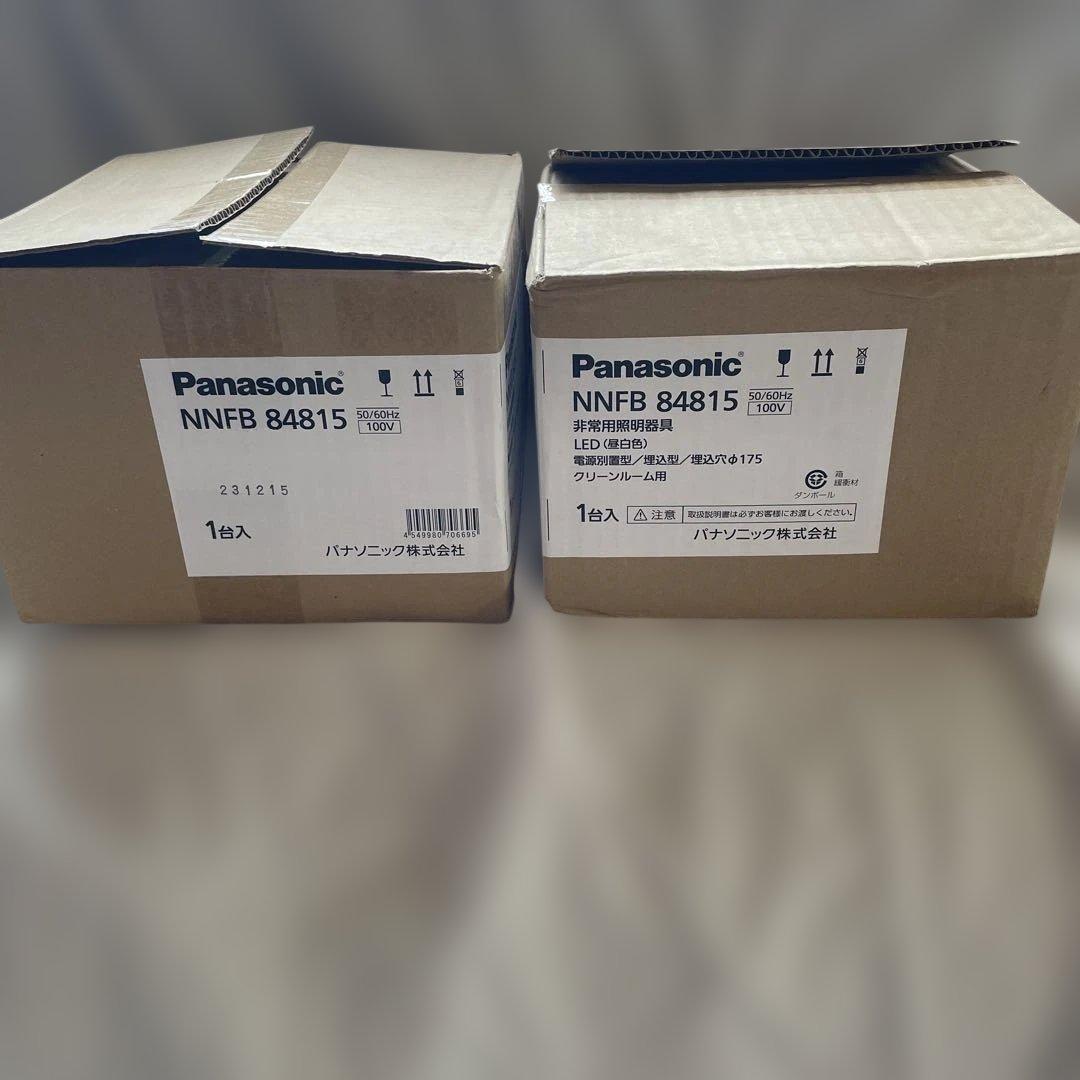 Panasonic®
NNFB 84815 50/60Hz 100V
231215
1台入
4549980706695
パナソニック株式会社
Panasonic®
NNFB 84815 50/60Hz 100V
非常用照明器具
LED（昼白色）
電源別置型／埋込型／埋込穴φ175
クリーンルーム用
箱
緩衝材
ダンボール
1台入 注意 取扱説明書は必ずお客様にお渡しください。
パナソニック株式会社